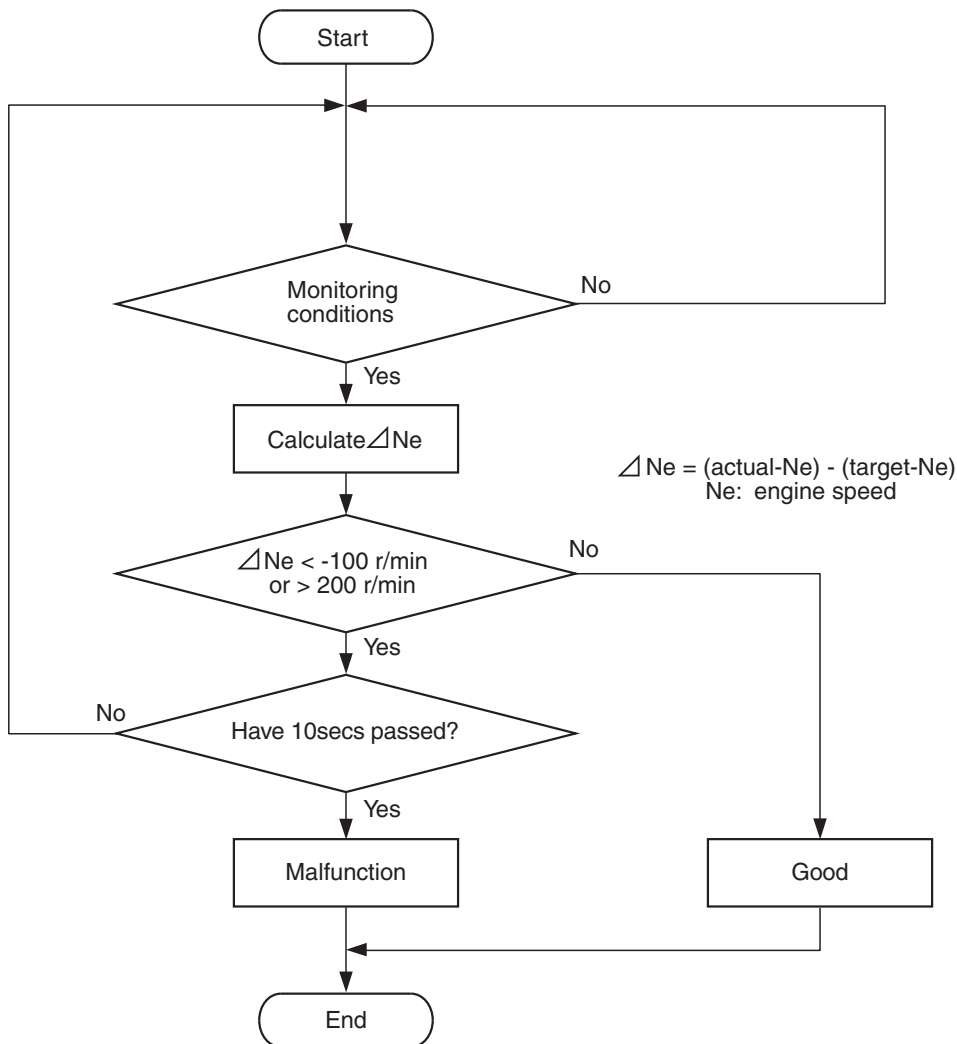 Start
Monitoring
conditions
No
Yes
Calculate⊿Ne
⊿Ne = (actual-Ne) - (target-Ne)
Ne: engine speed
⊿Ne < -100 r/min
or > 200 r/min
No
Yes
Have 10secs passed?
No
Yes
Malfunction
Good
End